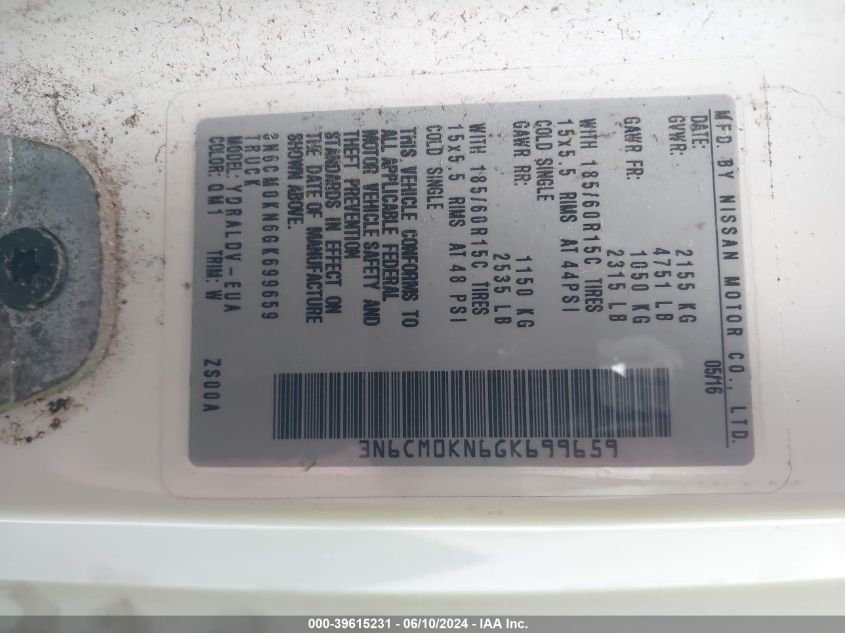 MFD. BY NISSAN MOTOR CO., LTD.
DATE: 05/16
GVWR: 2155 KG
4751 LB
GAWR FR: 1050 KG
2315 LB
WITH 185/60R15C TIRES
15x5.5 RIMS AT 44PSI
COLD SINGLE
GAWR RR: 1150 KG
2535 LB
WITH 185/60R15C TIRES
15x5.5 RIMS AT 48 PSI
COLD SINGLE
THIS VEHICLE CONFORMS TO
ALL APPLICABLE FEDERAL
MOTOR VEHICLE SAFETY AND
THEFT PREVENTION
STANDARDS IN EFFECT ON
THE DATE OF MANUFACTURE
SHOWN ABOVE.
3N6CM0KN6GK699659
TRUCK
MODEL: YDRALDV-EUA
COLOR: QM1 TRIM: W ZS00A
3N6CM0KN6GK699659
000-39615231 - 06/10/2024 - IAA Inc.